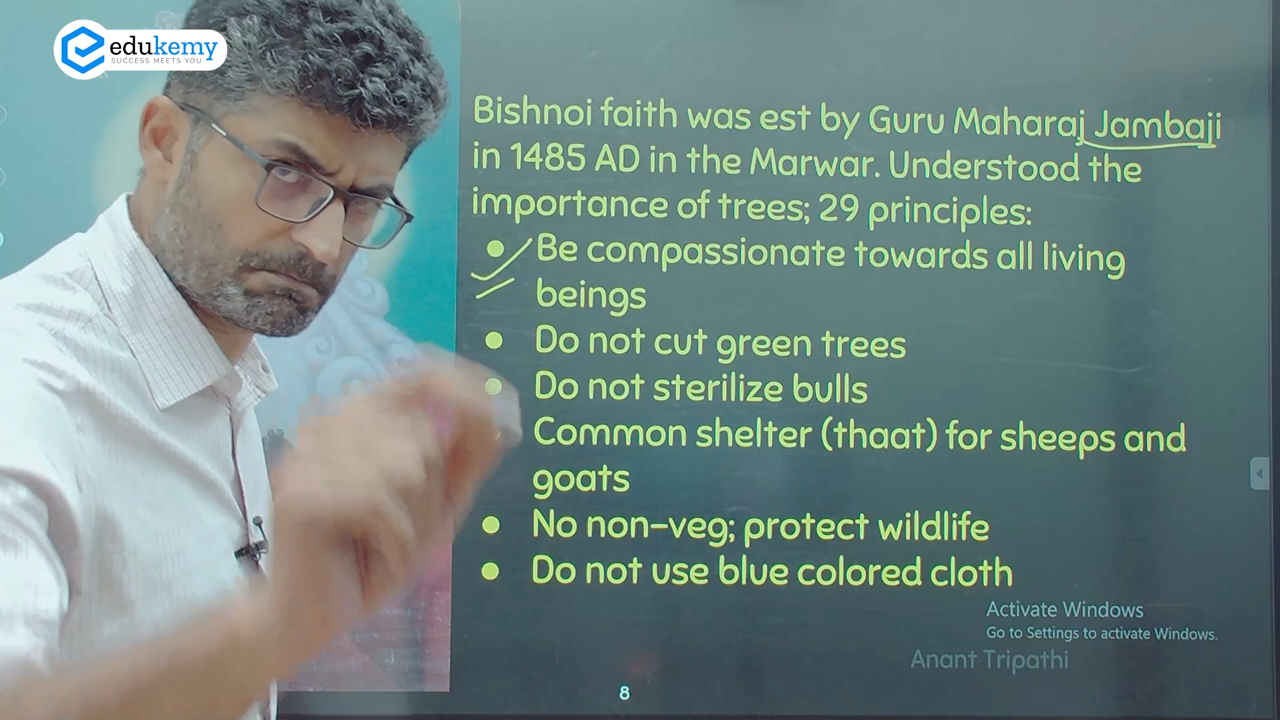 edukemy
SUCCESS MEETS YOU
Bishnoi faith was est by Guru Maharaj Jambaji
in 1485 AD in the Marwar. Understood the
importance of trees; 29 principles:
Be compassionate towards all living
beings
Do not cut green trees
Do not sterilize bulls
Common shelter (thaat) for sheeps and
goats
No non-veg; protect wildlife
Do not use blue colored cloth
Activate Windows
Go to Settings to activate Windows.
Anant Tripathi
8